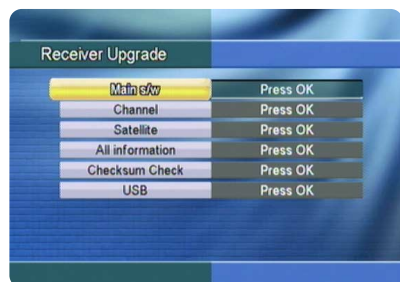 Receiver Upgrade
Main s/w Press OK
Channel Press OK
Satellite Press OK
All information Press OK
Checksum Check Press OK
USB Press OK